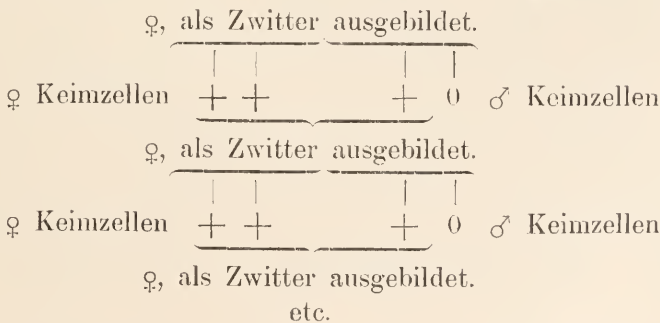 ♀, als Zwitter ausgebildet.
♀ Keimzellen + + + 0 ♂ Keimzellen
♀, als Zwitter ausgebildet.
♀ Keimzellen + + + 0 ♂ Keimzellen
♀, als Zwitter ausgebildet.
etc.